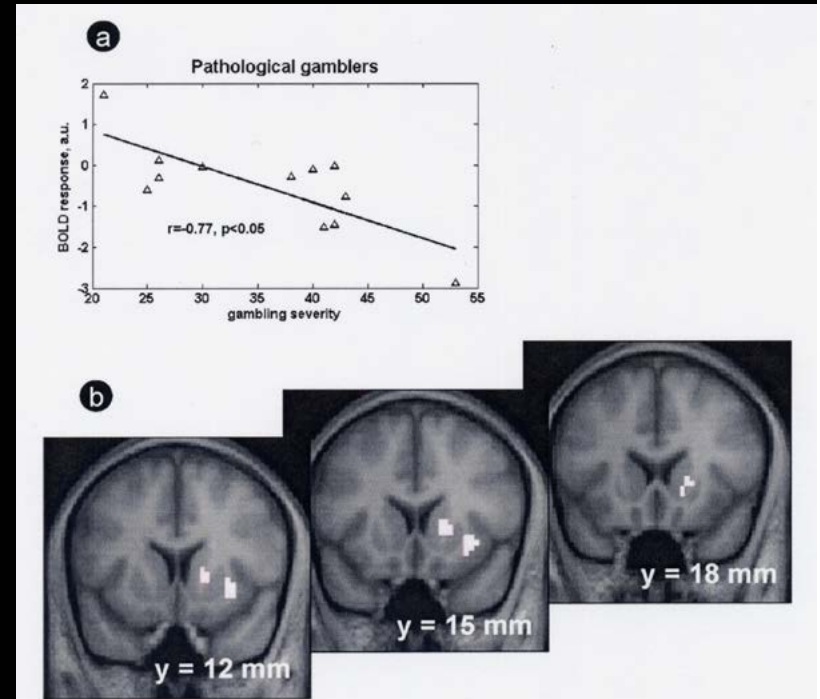 a
Pathological gamblers
BOLD response, a.u.
2
1
0
-1
-2
-3
r=-0.77, p<0.05
20 25 30 35 40 45 50 55
gambling severity
b
y = 12 mm
y = 15 mm
y = 18 mm